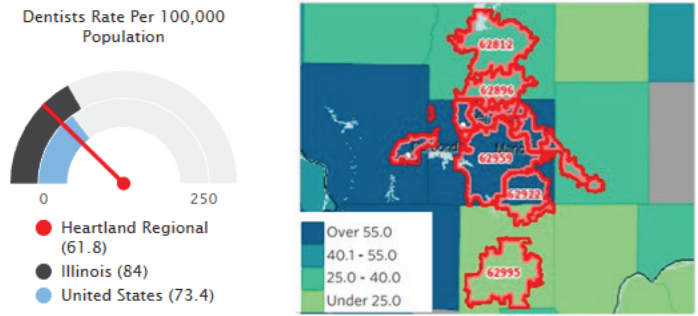 Dentists Rate Per 100,000
Population
0
250
Heartland Regional
(61.8)
Illinois (84)
United States (73.4)
62812
62896
62959
62922
62995
Over 55.0
40.1 - 55.0
25.0 - 40.0
Under 25.0